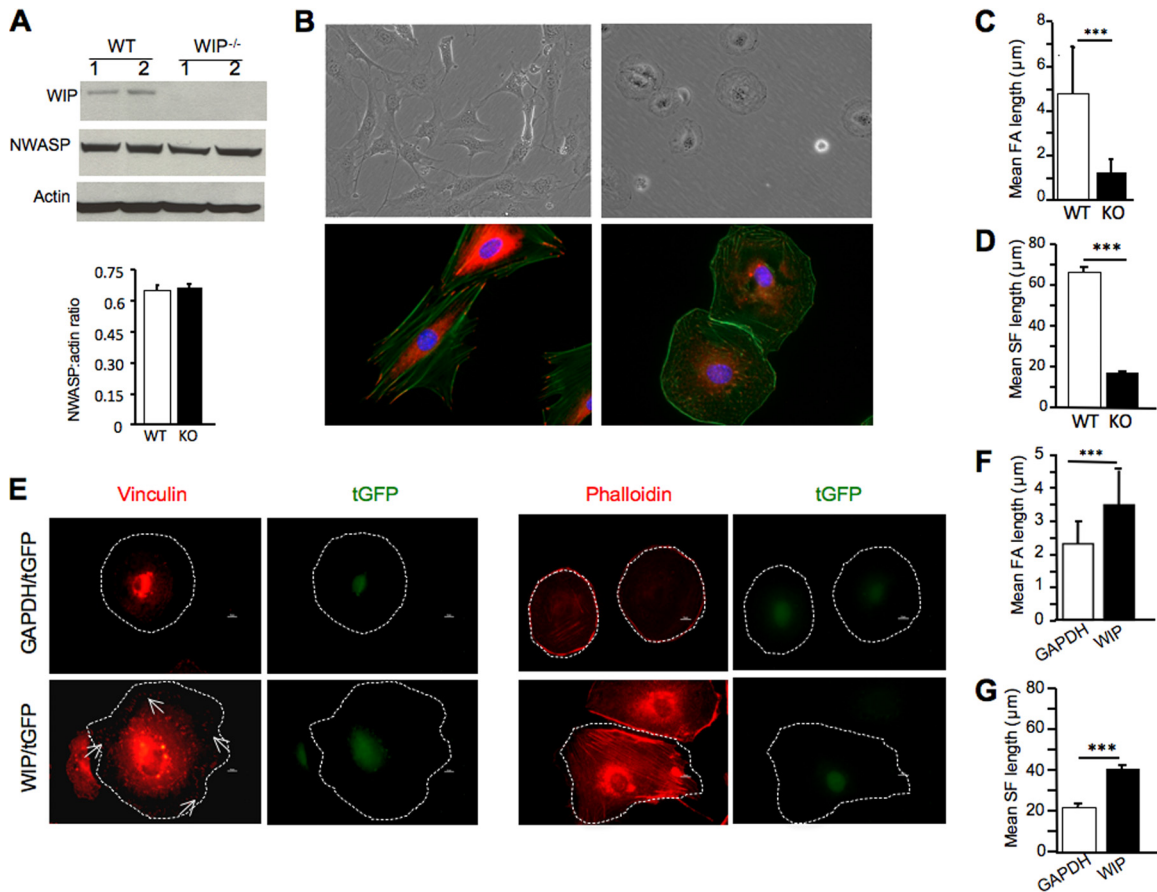 A
WT WIP-/-
1 2 1 2
WIP
NWASP
Actin
NWASP:actin ratio
0.75
0.6
0.45
0.30
0.15
0
WT KO
B
C
Mean FA length (µm)
8
6
4
2
0
WT KO
***
D
Mean SF length (µm)
80
60
40
20
0
WT KO
***
E
Vinculin tGFP Phalloidin tGFP
GAPDH/tGFP
WIP/tGFP
F
Mean FA length (µm)
5
4
3
2
1
0
GAPDH WIP
***
G
Mean SF length (µm)
80
60
40
20
0
GAPDH WIP
***